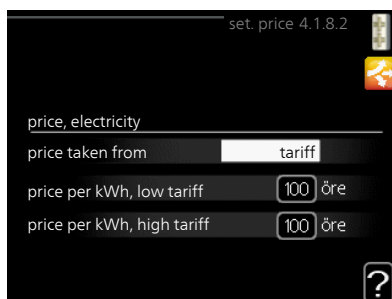 set. price 4.1.8.2
price, electricity
price taken from tariff
price per kWh, low tariff 100 öre
price per kWh, high tariff 100 öre
?